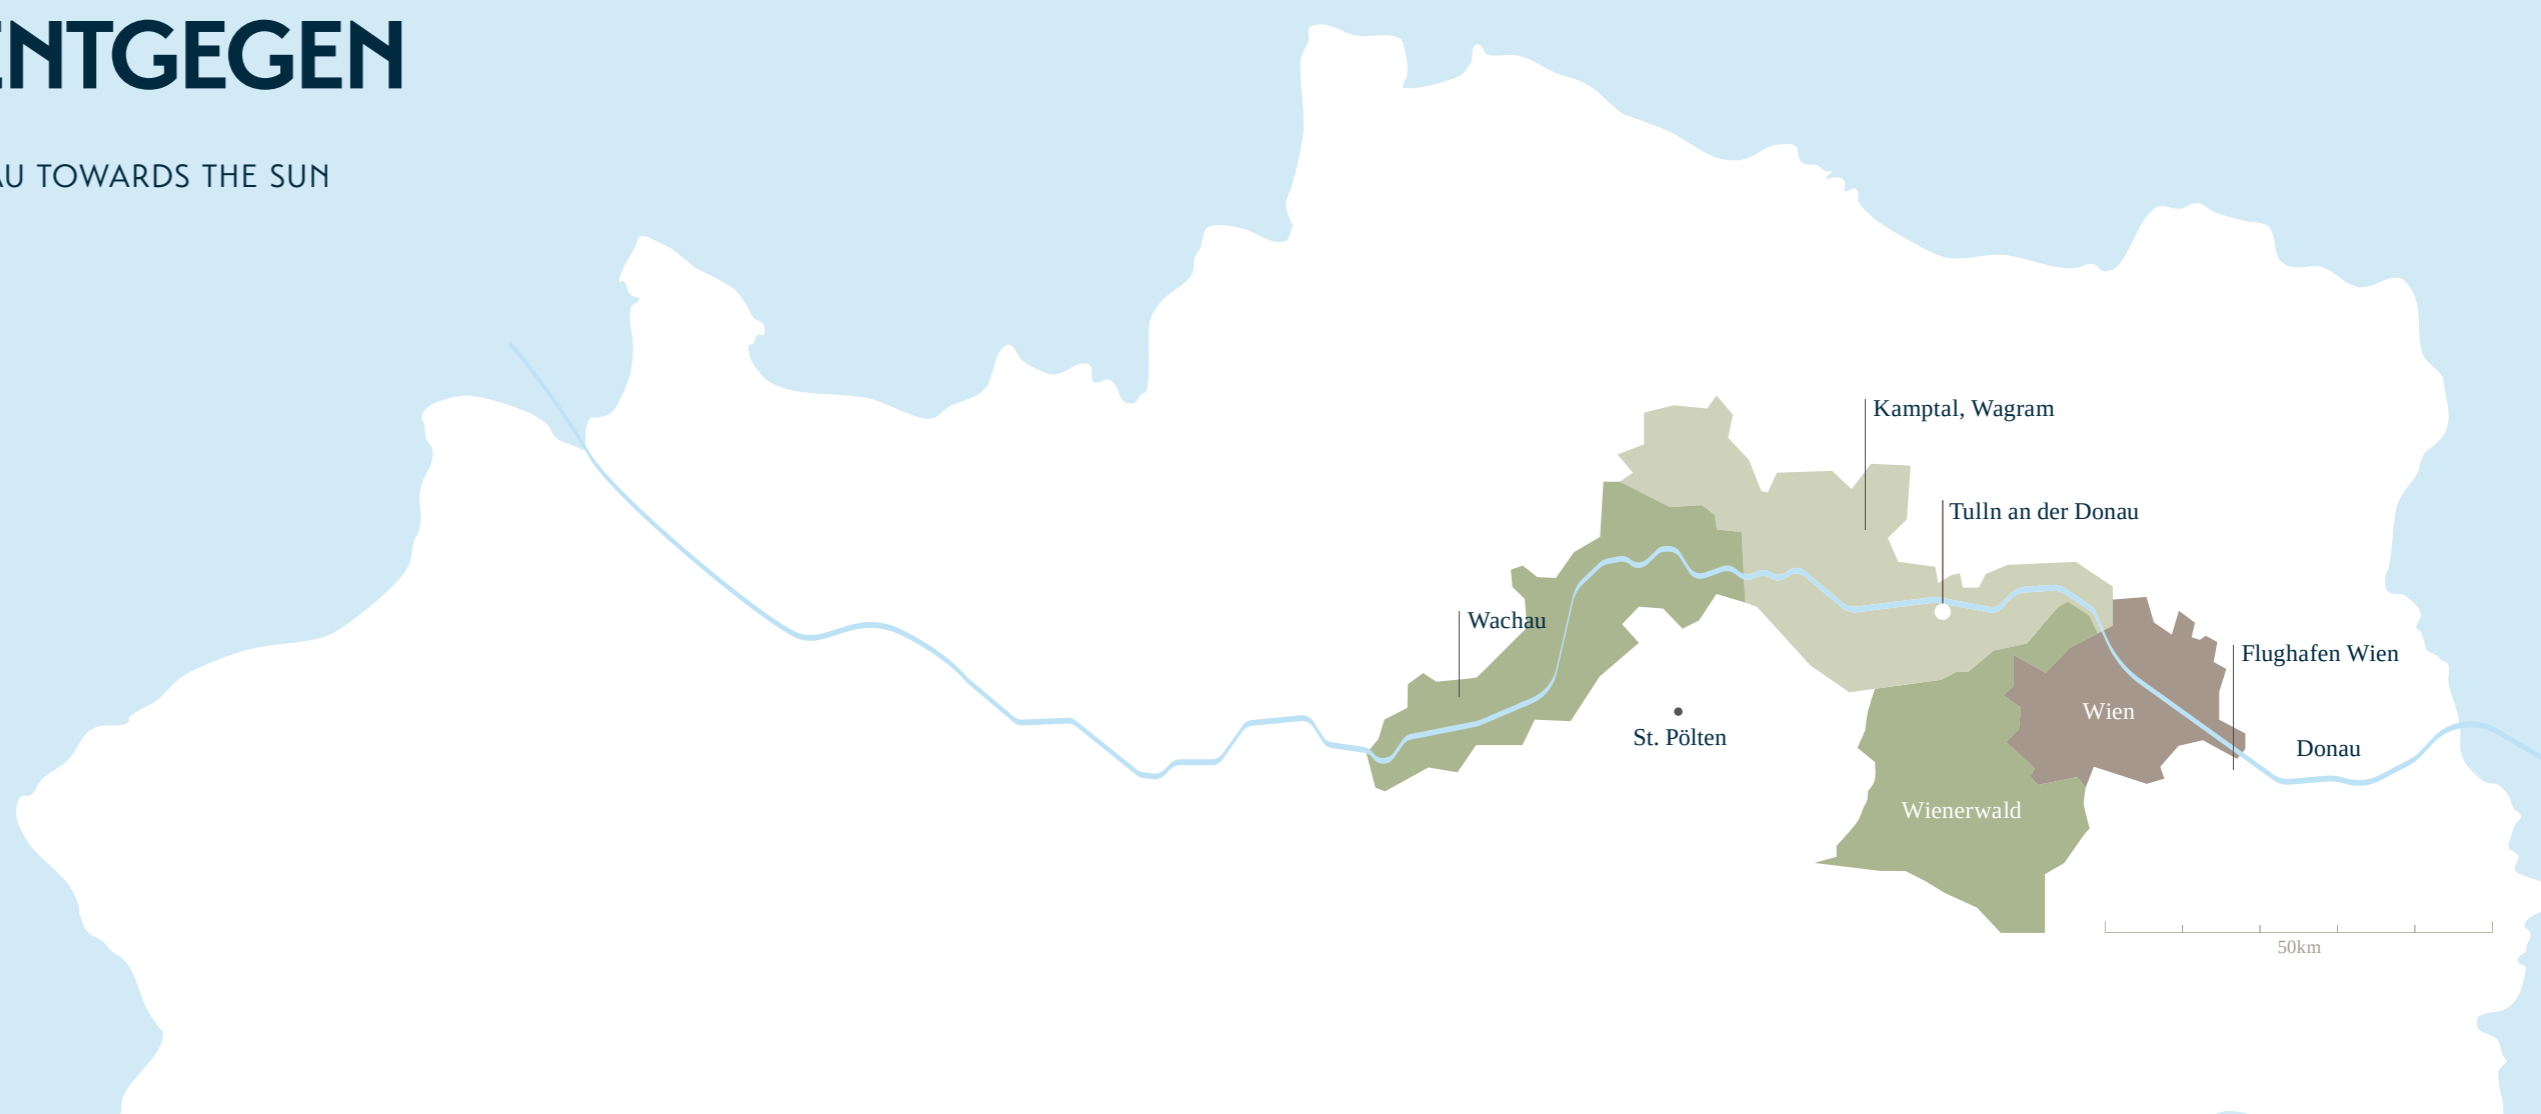 ENTGEGEN
AU TOWARDS THE SUN
Kamptal, Wagram
Tulln an der Donau
Wachau
Flughafen Wien
Wien
St. Pölten
Donau
Wienerwald
50km